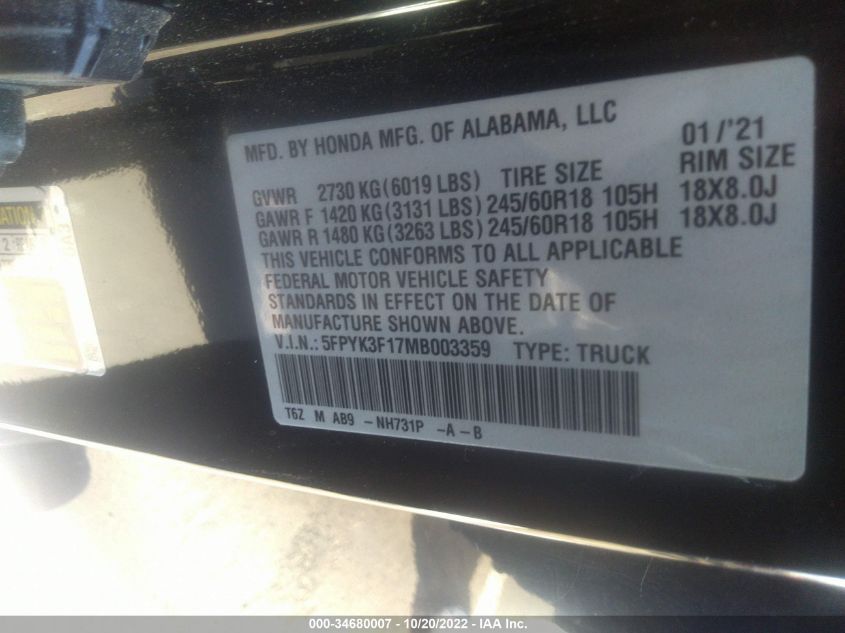 MFD. BY HONDA MFG. OF ALABAMA, LLC 01/'21
GVWR 2730 KG(6019 LBS) TIRE SIZE RIM SIZE
GAWR F 1420 KG(3131 LBS) 245/60R18 105H 18X8.0J
GAWR R 1480 KG(3263 LBS) 245/60R18 105H 18X8.0J
THIS VEHICLE CONFORMS TO ALL APPLICABLE
FEDERAL MOTOR VEHICLE SAFETY
STANDARDS IN EFFECT ON THE DATE OF
MANUFACTURE SHOWN ABOVE.
V.I.N.: 5FPYK3F17MB003359 TYPE: TRUCK
T6Z M AB9 -NH731P -A-B
000-34680007 - 10/20/2022 - IAA Inc.